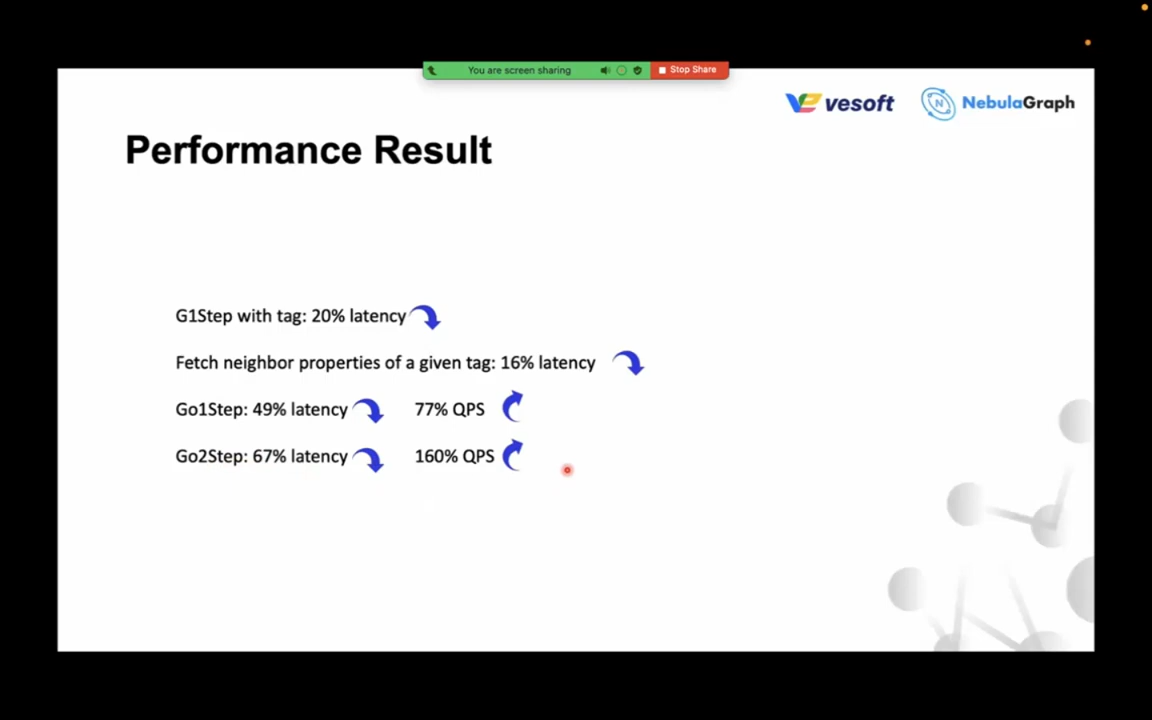 You are screen sharing
Stop Share
vesoft
NebulaGraph
Performance Result
G1Step with tag: 20% latency
Fetch neighbor properties of a given tag: 16% latency
Go1Step: 49% latency 77% QPS
Go2Step: 67% latency 160% QPS